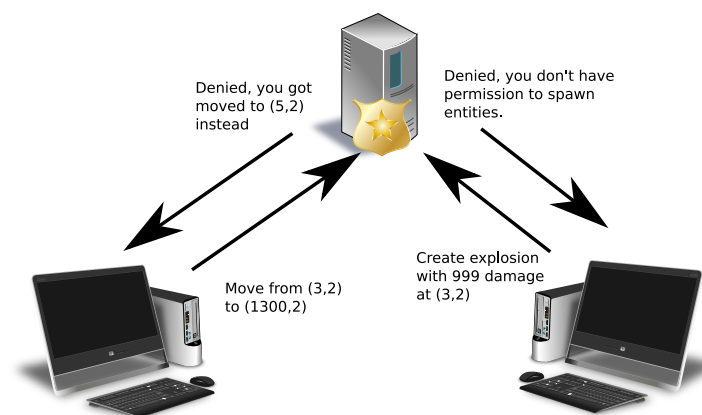 Denied, you got
moved to (5,2)
instead
Denied, you don't have
permission to spawn
entities.
Move from (3,2)
to (1300,2)
Create explosion
with 999 damage
at (3,2)